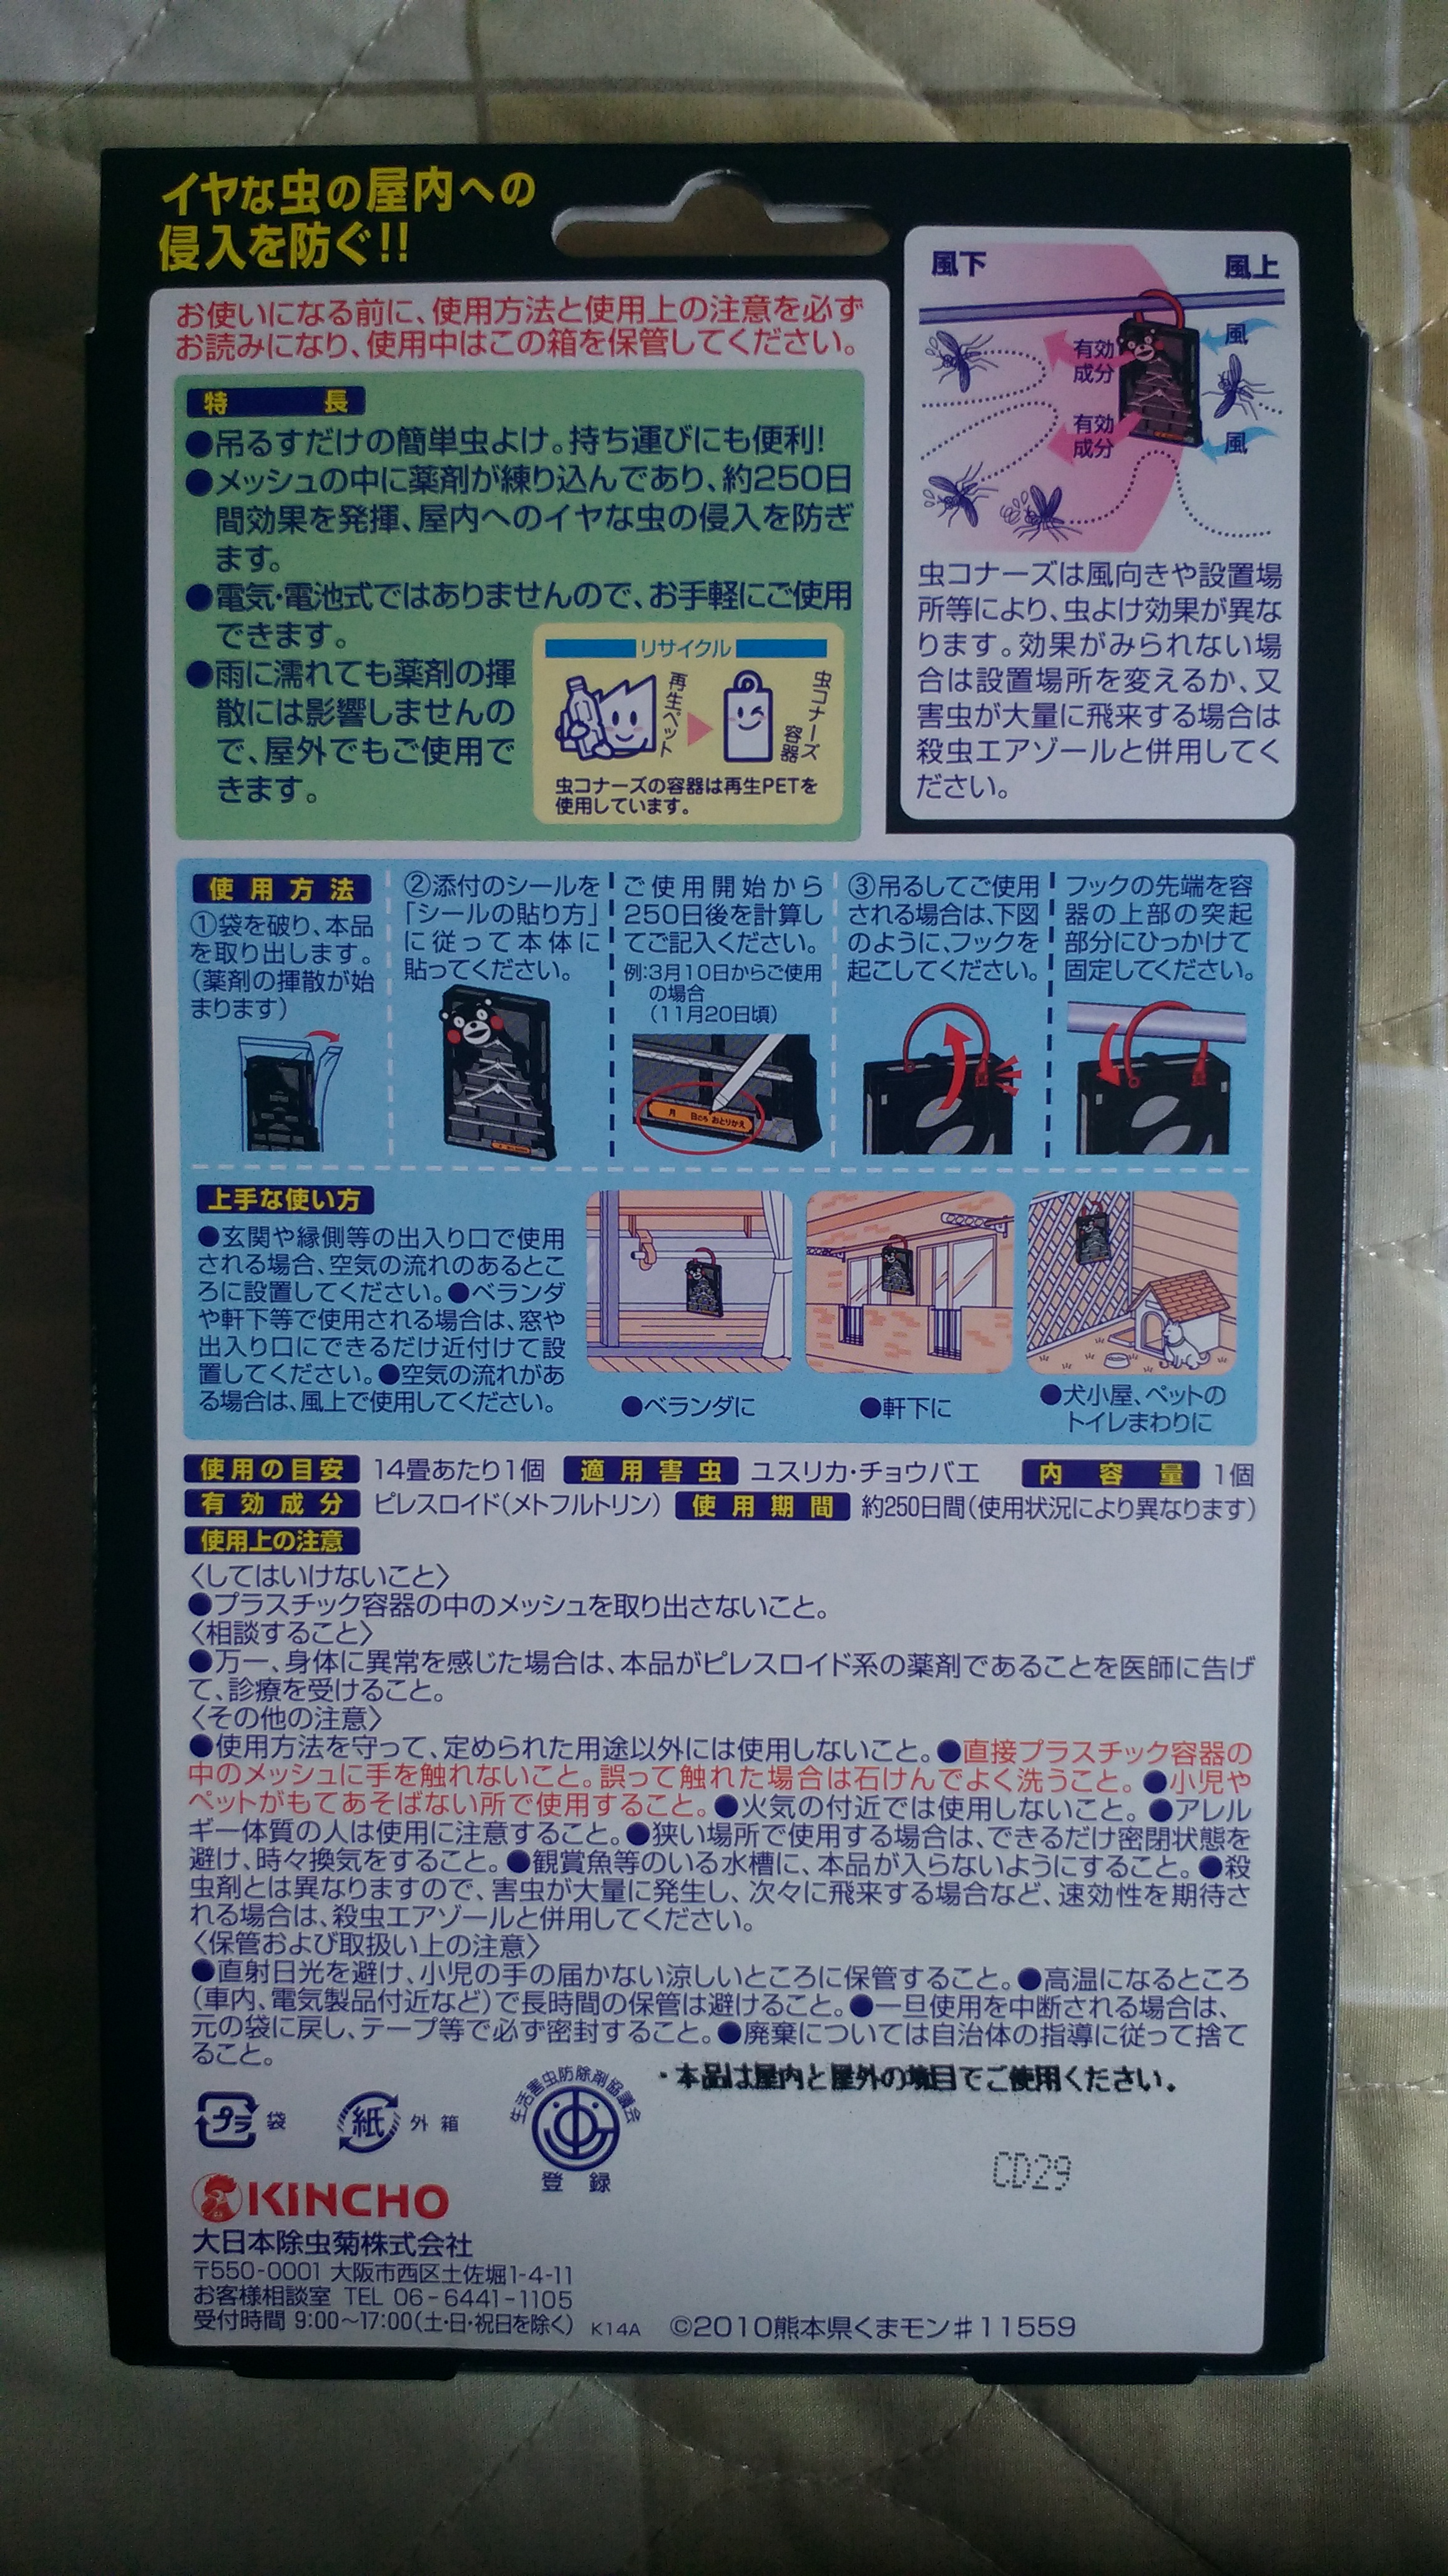 イヤな虫の屋内への
侵入を防ぐ!!
お使いになる前に、使用方法と使用上の注意を必ず
お読みになり、使用中はこの箱を保管してください。
特長
●吊るすだけの簡単虫よけ。持ち運びにも便利!
●メッシュの中に薬剤が練り込んであり、約250日
間効果を発揮、屋内へのイヤな虫の侵入を防ぎ
ます。
●電気・電池式ではありませんので、お手軽にご使用
できます。
●雨に濡れても薬剤の揮
散には影響しませんの
で、屋外でもご使用で
きます。
リサイクル
再生ペット
虫コナーズ
容器
虫コナーズの容器は再生PETを
使用しています。
風下
風上
有効
成分
風
有効
成分
風
虫コナーズは風向きや設置場
所等により、虫よけ効果が異な
ります。効果がみられない場
合は設置場所を変えるか、又
害虫が大量に飛来する場合は
殺虫エアゾールと併用してく
ださい。
使用方法
①袋を破り、本品
を取り出します。
(薬剤の揮散が始
まります)
②添付のシールを
「シールの貼り方」
に従って本体に
貼ってください。
ご使用開始から
250日後を計算し
てご記入ください。
例:3月10日からご使用
の場合
(11月20日頃)
月 日ごろ おとりかえ
③吊るしてご使用
される場合は、下図
のように、フックを
起こしてください。
フックの先端を容
器の上部の突起
部分にひっかけて
固定してください。
上手な使い方
●玄関や縁側等の出入り口で使用
される場合、空気の流れのあるとこ
ろに設置してください。●ベランダ
や軒下等で使用される場合は、窓や
出入り口にできるだけ近付けて設
置してください。●空気の流れがあ
る場合は、風上で使用してください。
●ベランダに
●軒下に
●犬小屋、ペットの
トイレまわりに
使用の目安 14畳あたり1個 適用害虫 ユスリカ・チョウバエ 内容量 1個
有効成分 ピレスロイド(メトフルトリン) 使用期間 約250日間(使用状況により異なります)
使用上の注意
〈してはいけないこと〉
●プラスチック容器の中のメッシュを取り出さないこと。
〈相談すること〉
●万一、身体に異常を感じた場合は、本品がピレスロイド系の薬剤であることを医師に告げ
て、診療を受けること。
〈その他の注意〉
●使用方法を守って、定められた用途以外には使用しないこと。●直接プラスチック容器の
中のメッシュに手を触れないこと。誤って触れた場合は石けんでよく洗うこと。●小児や
ペットがもてあそばない所で使用すること。●火気の付近では使用しないこと。●アレル
ギー体質の人は使用に注意すること。●狭い場所で使用する場合は、できるだけ密閉状態を
避け、時々換気をすること。●観賞魚等のいる水槽に、本品が入らないようにすること。●殺
虫剤とは異なりますので、害虫が大量に発生し、次々に飛来する場合など、速効性を期待さ
れる場合は、殺虫エアゾールと併用してください。
〈保管および取扱い上の注意〉
●直射日光を避け、小児の手の届かない涼しいところに保管すること。●高温になるところ
(車内、電気製品付近など)で長時間の保管は避けること。●一旦使用を中断される場合は、
元の袋に戻し、テープ等で必ず密封すること。●廃棄については自治体の指導に従って捨て
ること。
・本品は屋内と屋外の境目でご使用ください。
プラ 袋
紙 外箱
生活害虫防除剤協議会
登録
CD29
KINCHO
大日本除虫菊株式会社
〒550-0001 大阪市西区土佐堀1-4-11
お客様相談室 TEL 06-6441-1105
受付時間 9:00〜17:00(土・日・祝日を除く) K14A ©2010熊本県くまモン#11559